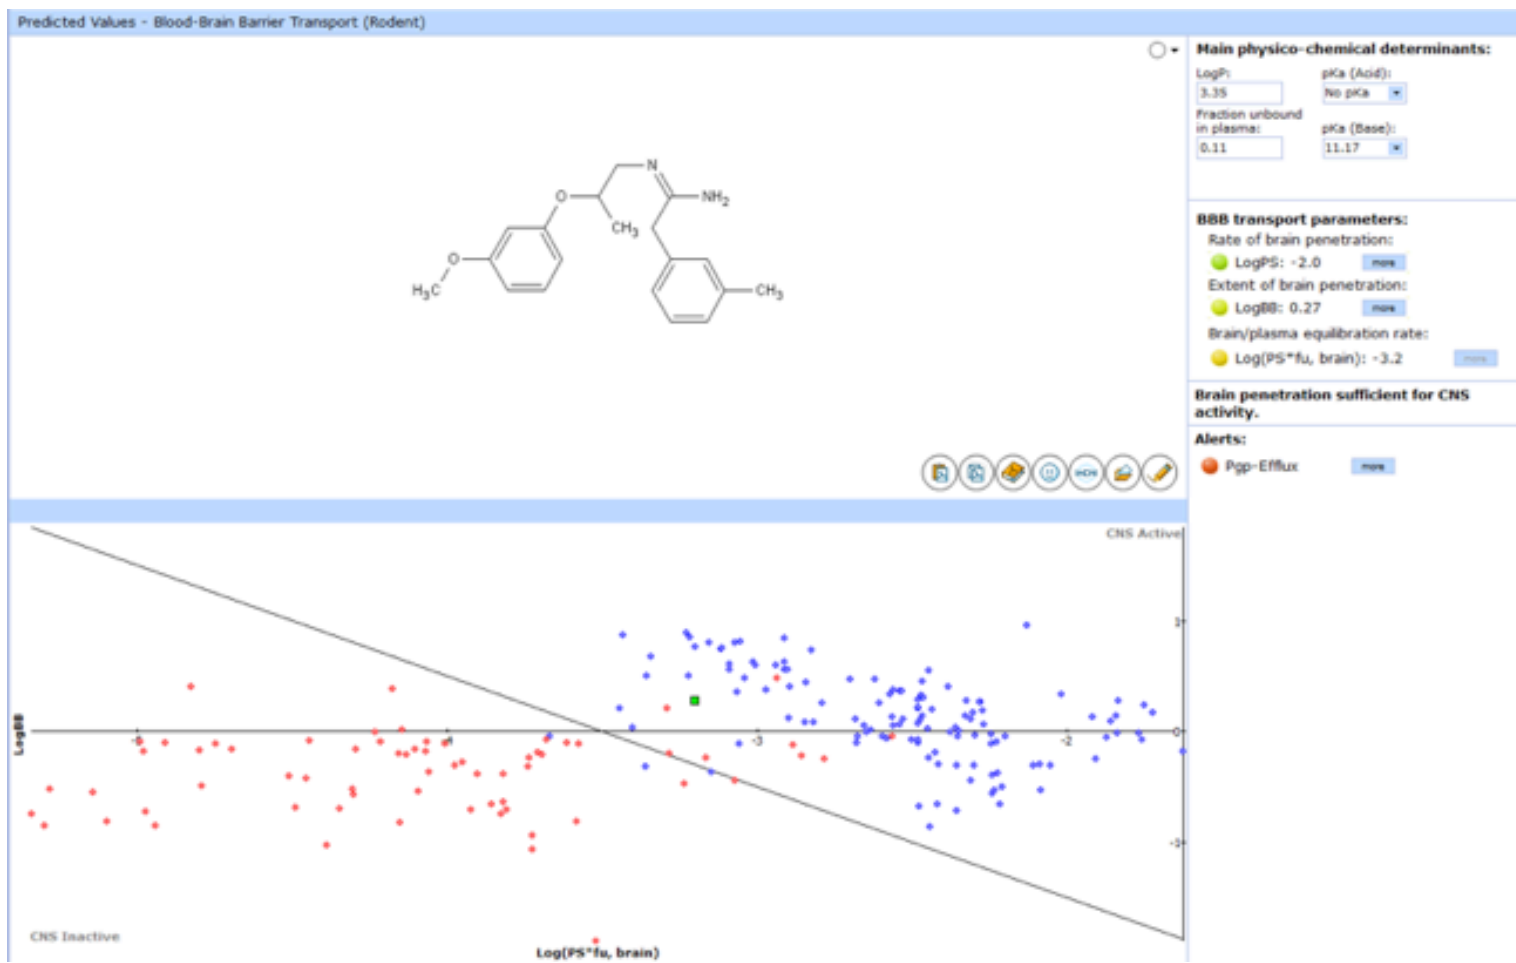 Predicted Values - Blood-Brain Barrier Transport (Rodent)
N
O
NH₂
CH₃
O
H₃C
CH₃
Main physico-chemical determinants:
LogP: pKa (Acid):
3.35 No pKa
Fraction unbound
in plasma: pKa (Base):
0.11 11.17
BBB transport parameters:
Rate of brain penetration:
LogPS: -2.0 more
Extent of brain penetration:
LogBB: 0.27 more
Brain/plasma equilibration rate:
Log(PS*fu, brain): -3.2 more
Brain penetration sufficient for CNS
activity.
Alerts:
Pgp-Efflux more
CNS Active
LogBB
-3
-2
0
CNS Inactive
Log(PS*fu, brain)